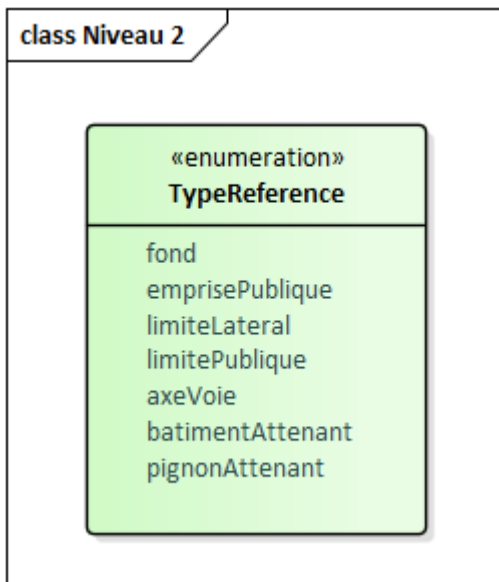 class Niveau 2
«enumeration»
TypeReference
fond
emprisePublique
limiteLateral
limitePublique
axeVoie
batimentAttenant
pignonAttenant